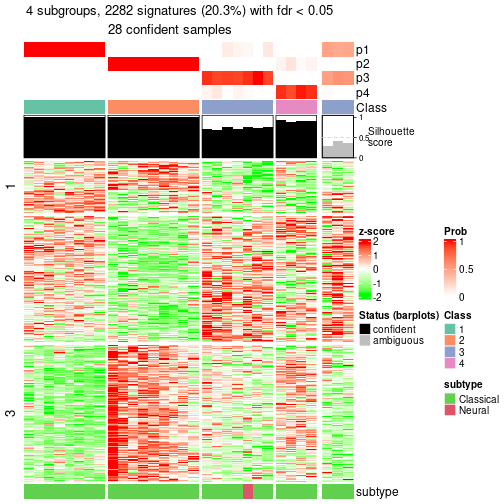 4 subgroups, 2282 signatures (20.3%) with fdr < 0.05
28 confident samples
p1
p2
p3
p4
Class
1
0.5
0
Silhouette
score
1
2
3
z-score
2
1
0
-1
-2
Prob
1
0.5
0
Status (barplots)
confident
ambiguous
Class
1
2
3
4
subtype
Classical
Neural
subtype